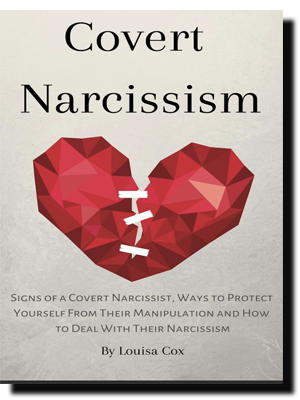 Covert
Narcissism
Signs of a Covert Narcissist, Ways to Protect
Yourself From Their Manipulation and How
to Deal With Their Narcissism
By Louisa Cox